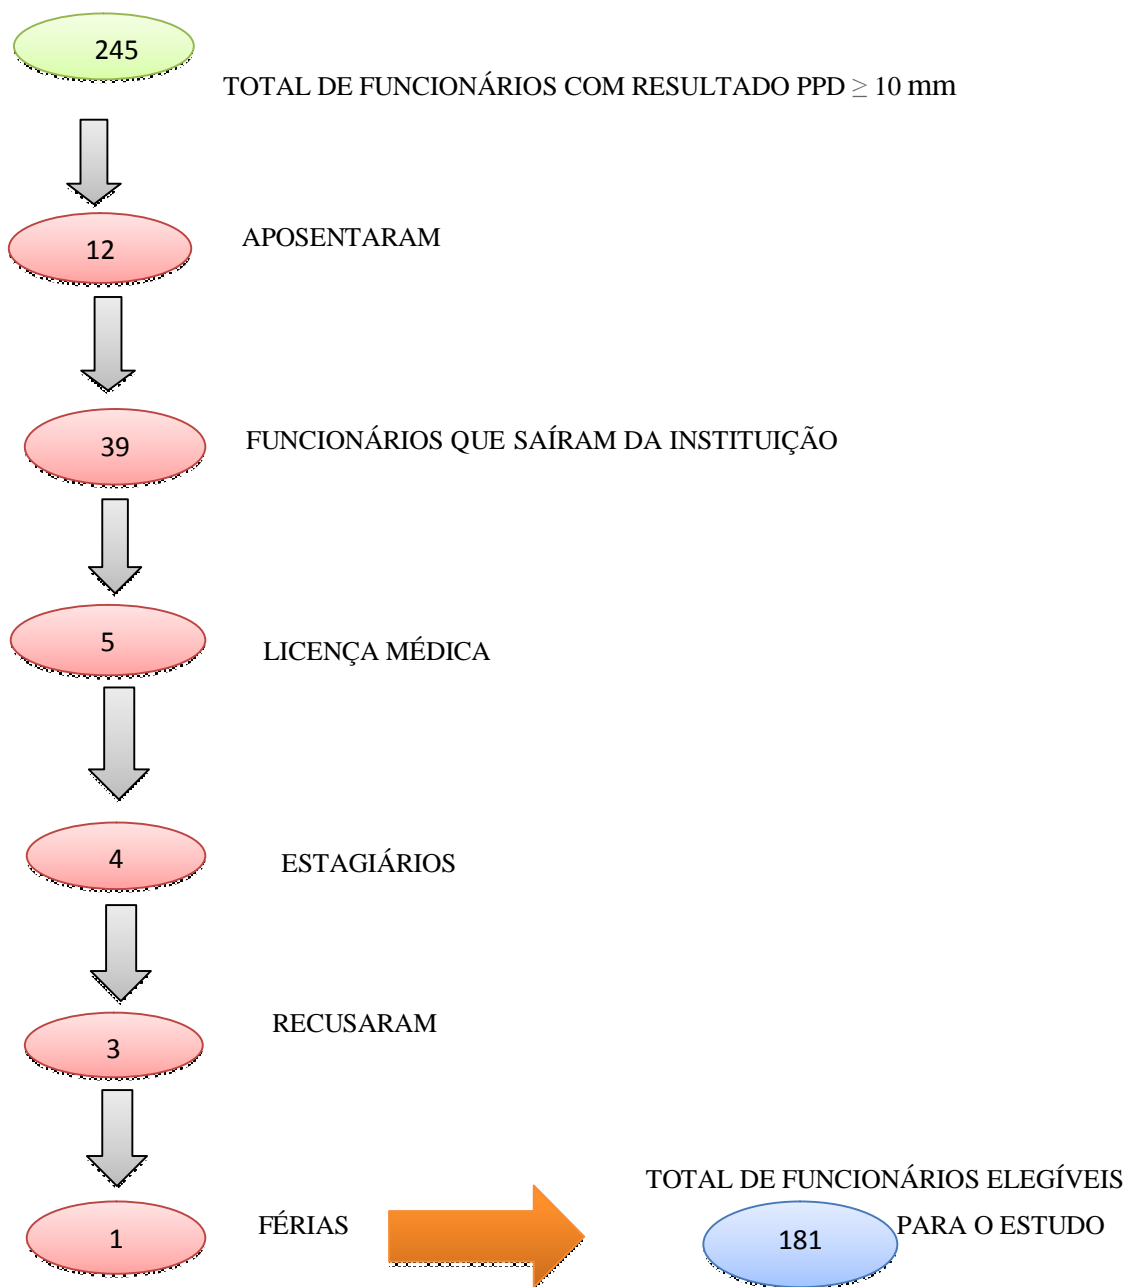 245
TOTAL DE FUNCIONÁRIOS COM RESULTADO PPD ≥ 10 mm
12
APOSENTARAM
39
FUNCIONÁRIOS QUE SAÍRAM DA INSTITUIÇÃO
5
LICENÇA MÉDICA
4
ESTAGIÁRIOS
3
RECUSARAM
1
FÉRIAS
TOTAL DE FUNCIONÁRIOS ELEGÍVEIS
PARA O ESTUDO
181